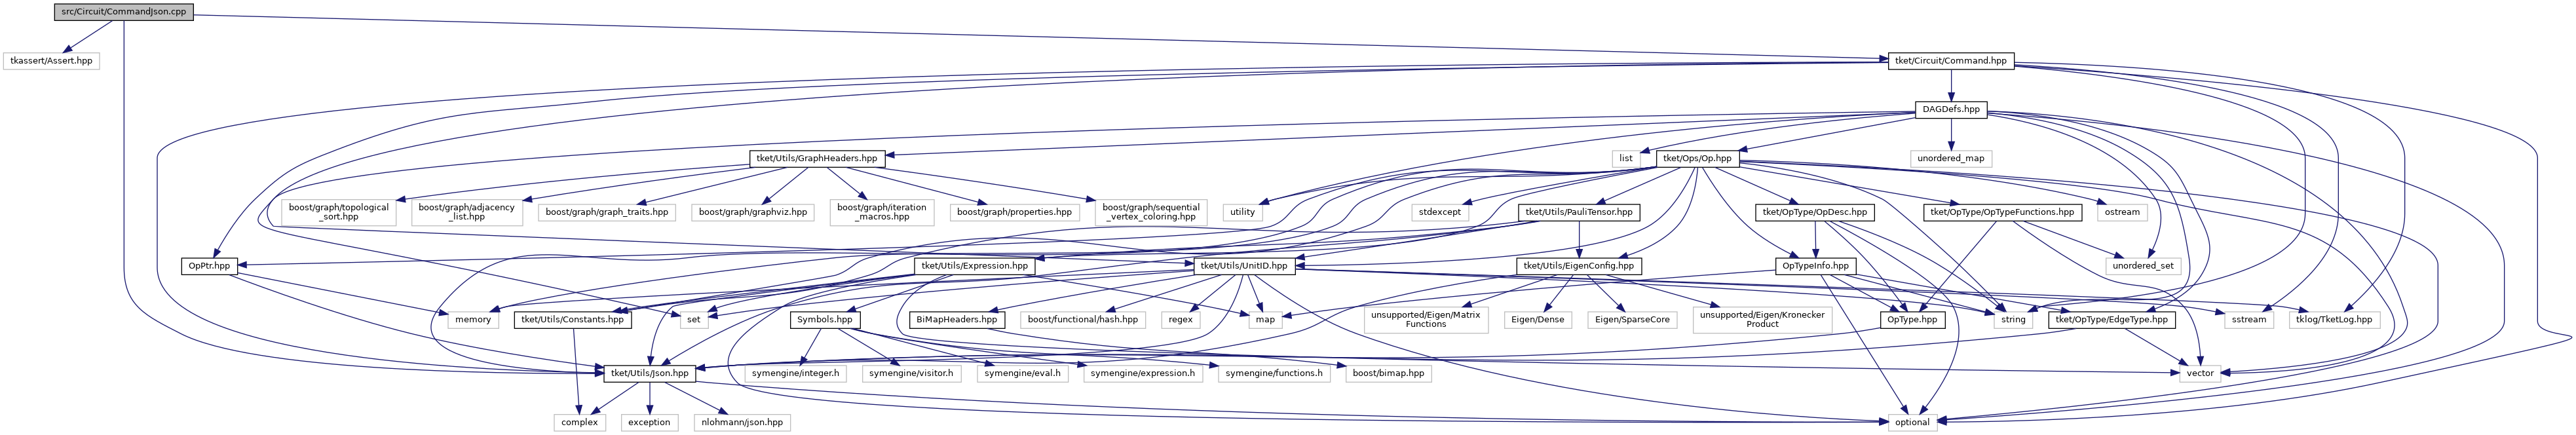 src/Circuit/CommandJson.cpp
tkassert/Assert.hpp
tket/Circuit/Command.hpp
DAGDefs.hpp
tket/Utils/GraphHeaders.hpp
list
tket/Ops/Op.hpp
unordered_map
boost/graph/topological
_sort.hpp
boost/graph/adjacency
_list.hpp
boost/graph/graph_traits.hpp
boost/graph/graphviz.hpp
boost/graph/iteration
_macros.hpp
boost/graph/properties.hpp
boost/graph/sequential
_vertex_coloring.hpp
utility
stdexcept
tket/Utils/PauliTensor.hpp
tket/OpType/OpDesc.hpp
tket/OpType/OpTypeFunctions.hpp
ostream
OpPtr.hpp
tket/Utils/Expression.hpp
tket/Utils/UnitID.hpp
tket/Utils/EigenConfig.hpp
OpTypeInfo.hpp
unordered_set
memory
tket/Utils/Constants.hpp
set
Symbols.hpp
BiMapHeaders.hpp
boost/functional/hash.hpp
regex
map
unsupported/Eigen/Matrix
Functions
Eigen/Dense
Eigen/SparseCore
unsupported/Eigen/Kronecker
Product
OpType.hpp
string
tket/OpType/EdgeType.hpp
sstream
tklog/TketLog.hpp
tket/Utils/Json.hpp
symengine/integer.h
symengine/visitor.h
symengine/eval.h
symengine/expression.h
symengine/functions.h
boost/bimap.hpp
vector
complex
exception
nlohmann/json.hpp
optional